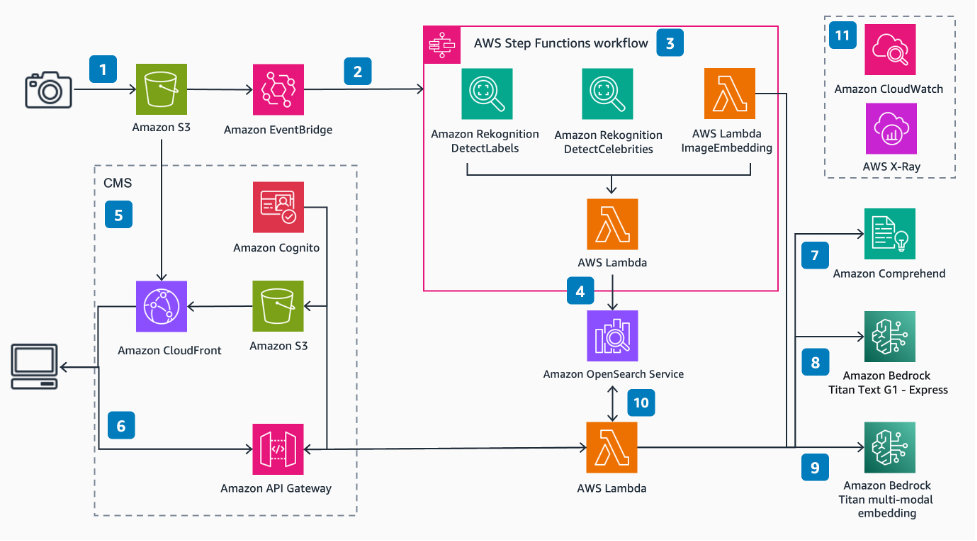 1
Amazon S3
Amazon EventBridge
2
AWS Step Functions workflow
3
Amazon Rekognition
DetectLabels
Amazon Rekognition
DetectCelebrities
AWS Lambda
ImageEmbedding
AWS Lambda
11
Amazon CloudWatch
AWS X-Ray
CMS
5
Amazon Cognito
Amazon CloudFront
Amazon S3
6
Amazon API Gateway
4
Amazon OpenSearch Service
10
AWS Lambda
7
Amazon Comprehend
8
Amazon Bedrock
Titan Text G1 - Express
9
Amazon Bedrock
Titan multi-modal
embedding